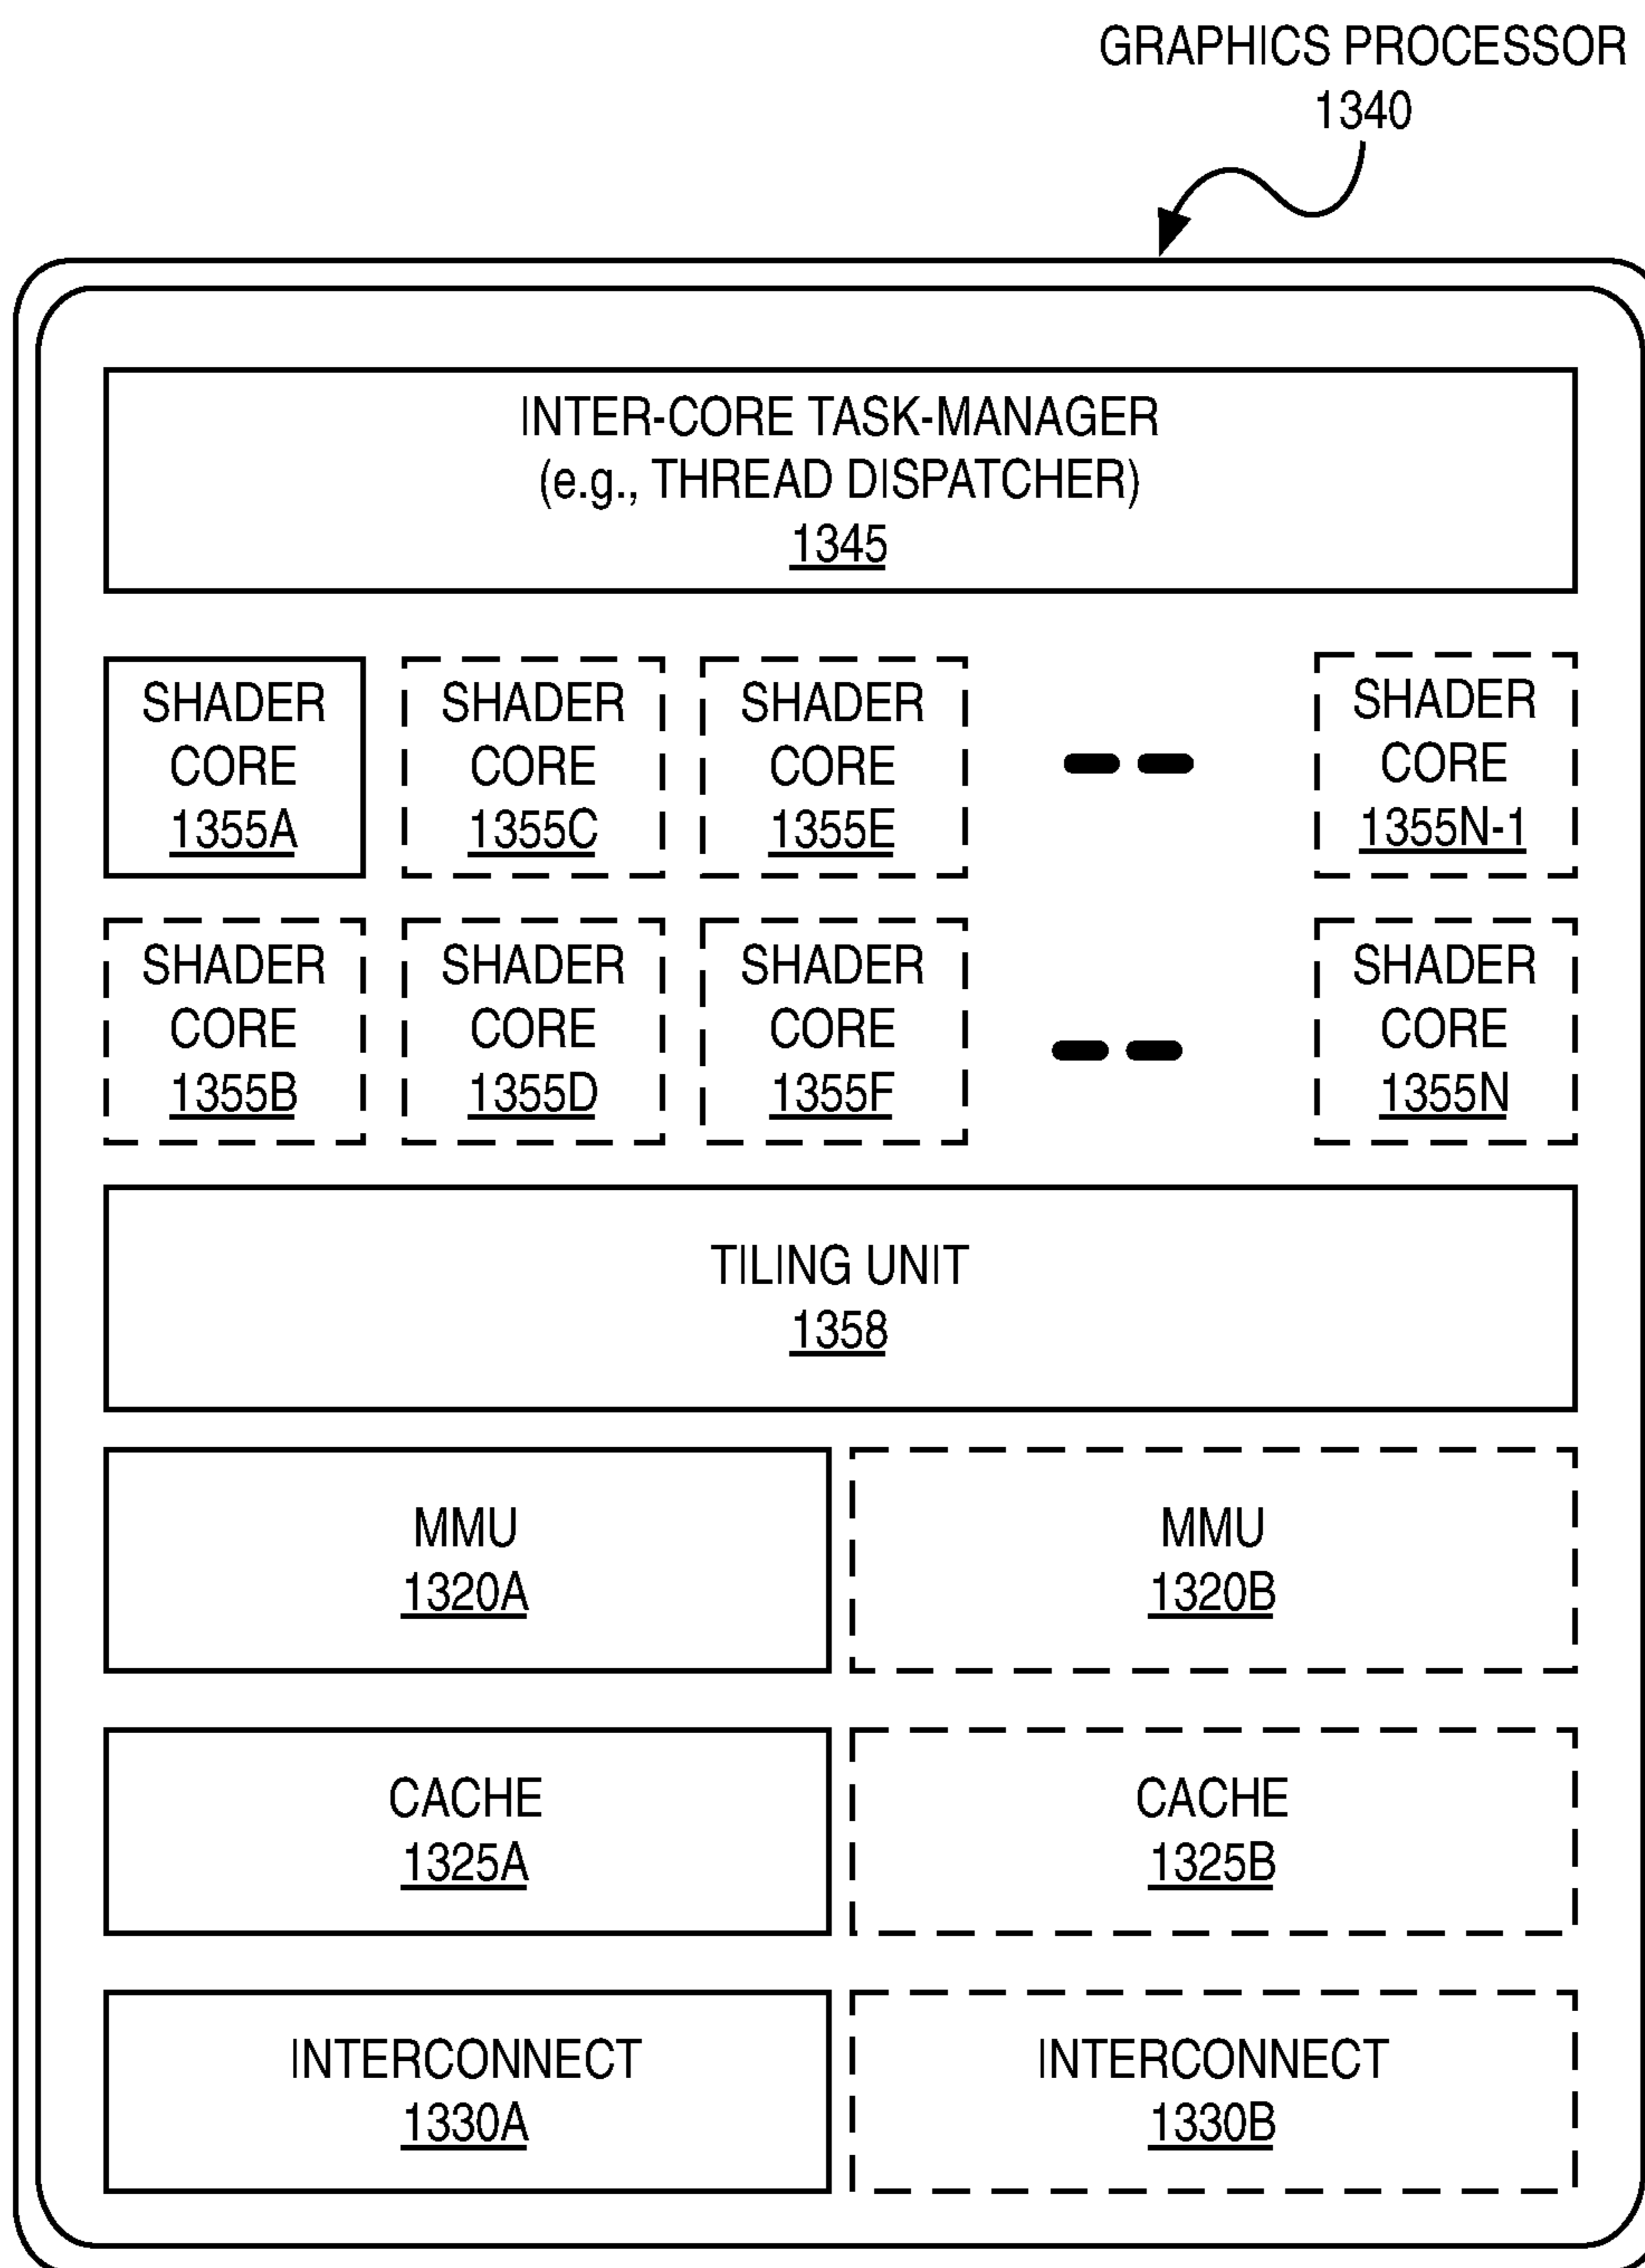 GRAPHICS PROCESSOR
1340
INTER-CORE TASK-MANAGER
(e.g., THREAD DISPATCHER)
1345
SHADER
CORE
1355A
SHADER
CORE
1355C
SHADER
CORE
1355E
SHADER
CORE
1355N-1
SHADER
CORE
1355B
SHADER
CORE
1355D
SHADER
CORE
1355F
SHADER
CORE
1355N
TILING UNIT
1358
MMU
1320A
MMU
1320B
CACHE
1325A
CACHE
1325B
INTERCONNECT
1330A
INTERCONNECT
1330B